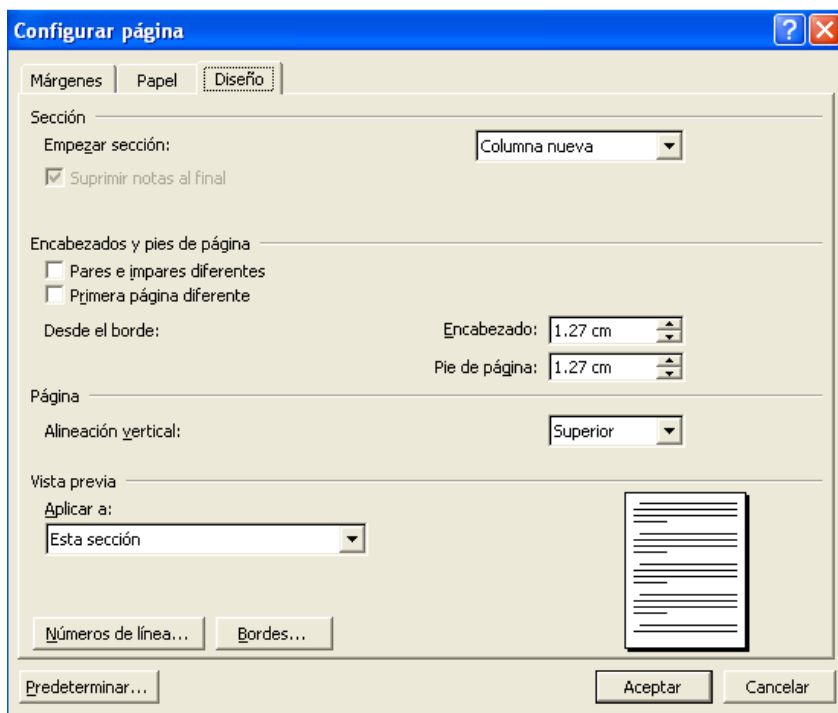 Configurar página
Márgenes Papel Diseño
Sección
Empezar sección: Columna nueva
Suprimir notas al final
Encabezados y pies de página
Pares e impares diferentes
Primera página diferente
Desde el borde: Encabezado: 1.27 cm
Pie de página: 1.27 cm
Página
Alineación vertical: Superior
Vista previa
Aplicar a:
Esta sección
Números de línea... Bordes...
Predeterminar... Aceptar Cancelar